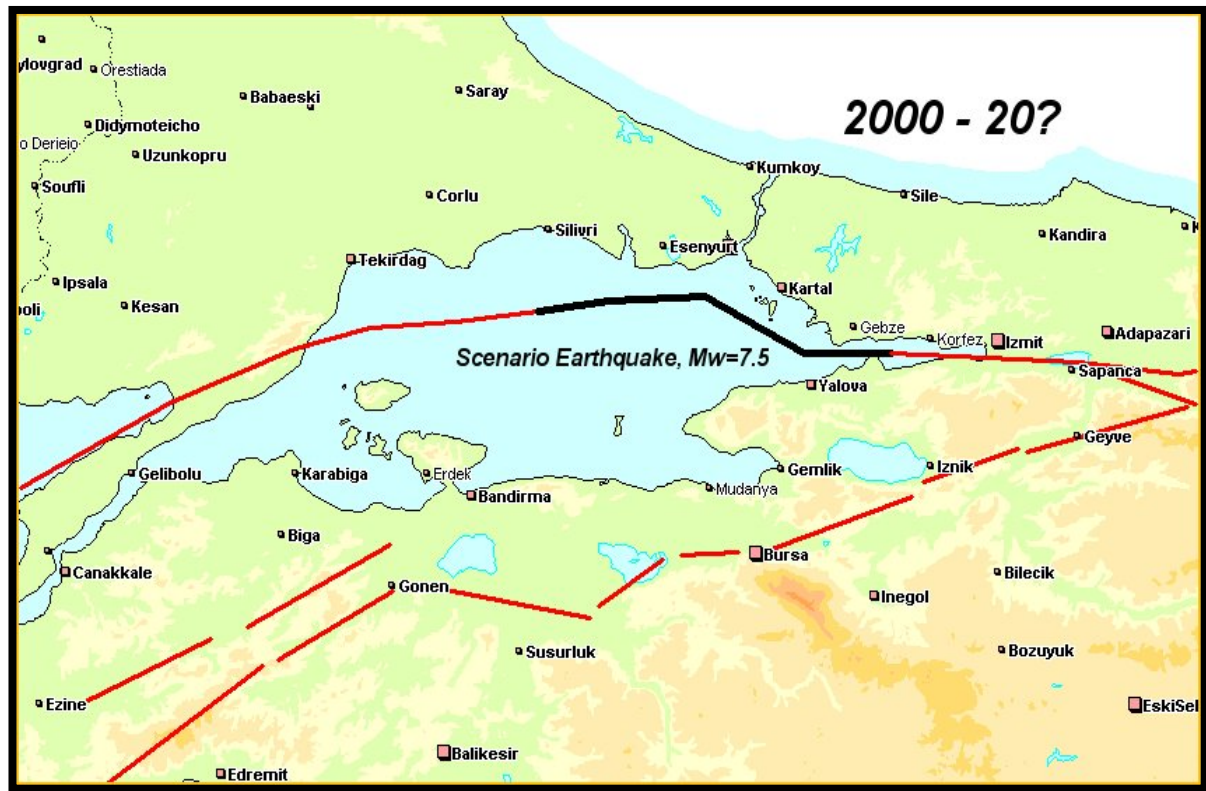 ylovgrad
Orestiada
Babaeski
Saray
2000 - 20?
Didymoteicho
o Derieio
Uzunkopru
Kumkoy
Soufli
Corlu
Sile
Silivri
Kandira
K
Esenyurt
Tekirdag
Ipsala
Kartal
Kesan
poli
Gebze
Korfez
Izmit
Adapazari
Scenario Earthquake, Mw=7.5
Sapanca
Yalova
Geyve
Gelibolu
Karabiga
Erdek
Gemlik
Iznik
Bandirma
Mudanya
Biga
Bursa
Canakkale
Gonen
Bilecik
Inegol
Susurluk
Bozuyuk
Ezine
EskiSel
Balikesir
Edremit